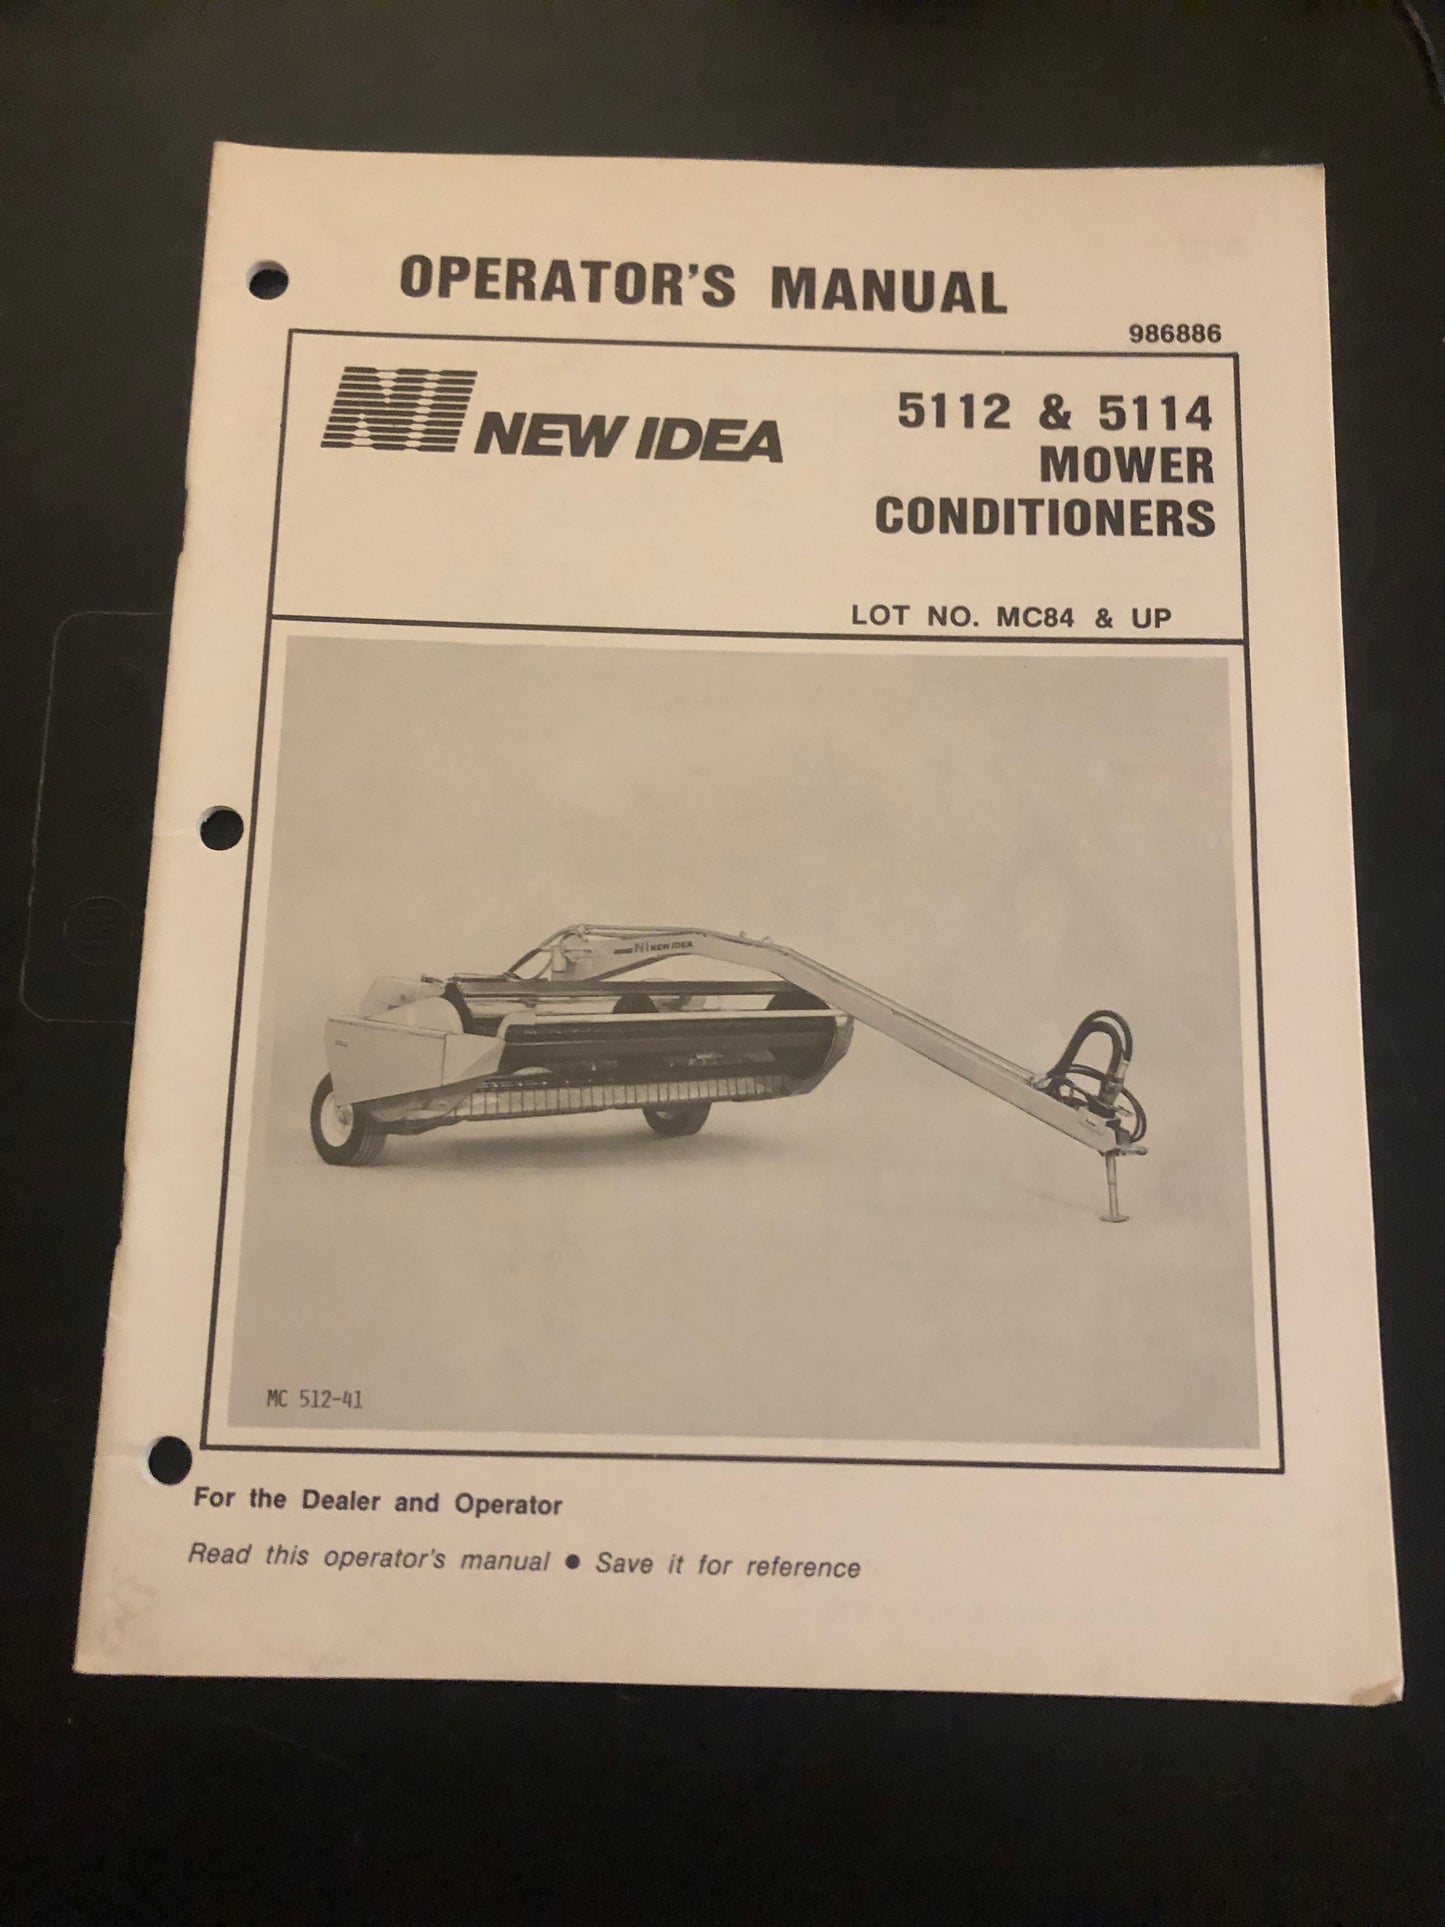 OPERATOR'S MANUAL
986886
NI NEW IDEA
5112 & 5114
MOWER
CONDITIONERS
LOT NO. MC84 & UP
NI NEW IDEA
MC 512-41
For the Dealer and Operator
Read this operator's manual ● Save it for reference